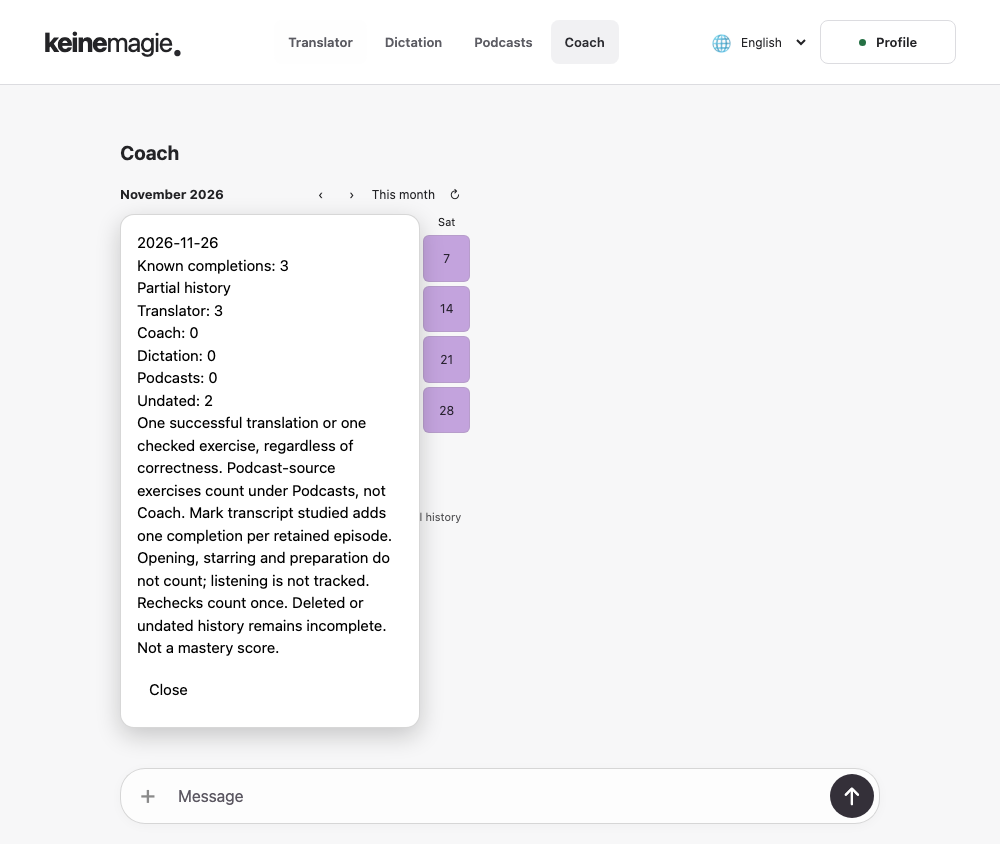 keinemagie.
Translator Dictation Podcasts Coach English Profile
Coach
November 2026 ‹ › This month ↻
Sat
7
14
21
28
2026-11-26
Known completions: 3
Partial history
Translator: 3
Coach: 0
Dictation: 0
Podcasts: 0
Undated: 2
One successful translation or one
checked exercise, regardless of
correctness. Podcast-source
exercises count under Podcasts, not
Coach. Mark transcript studied adds
one completion per retained episode.
Opening, starring and preparation do
not count; listening is not tracked.
Rechecks count once. Deleted or
undated history remains incomplete.
Not a mastery score.
Close
history
+ Message